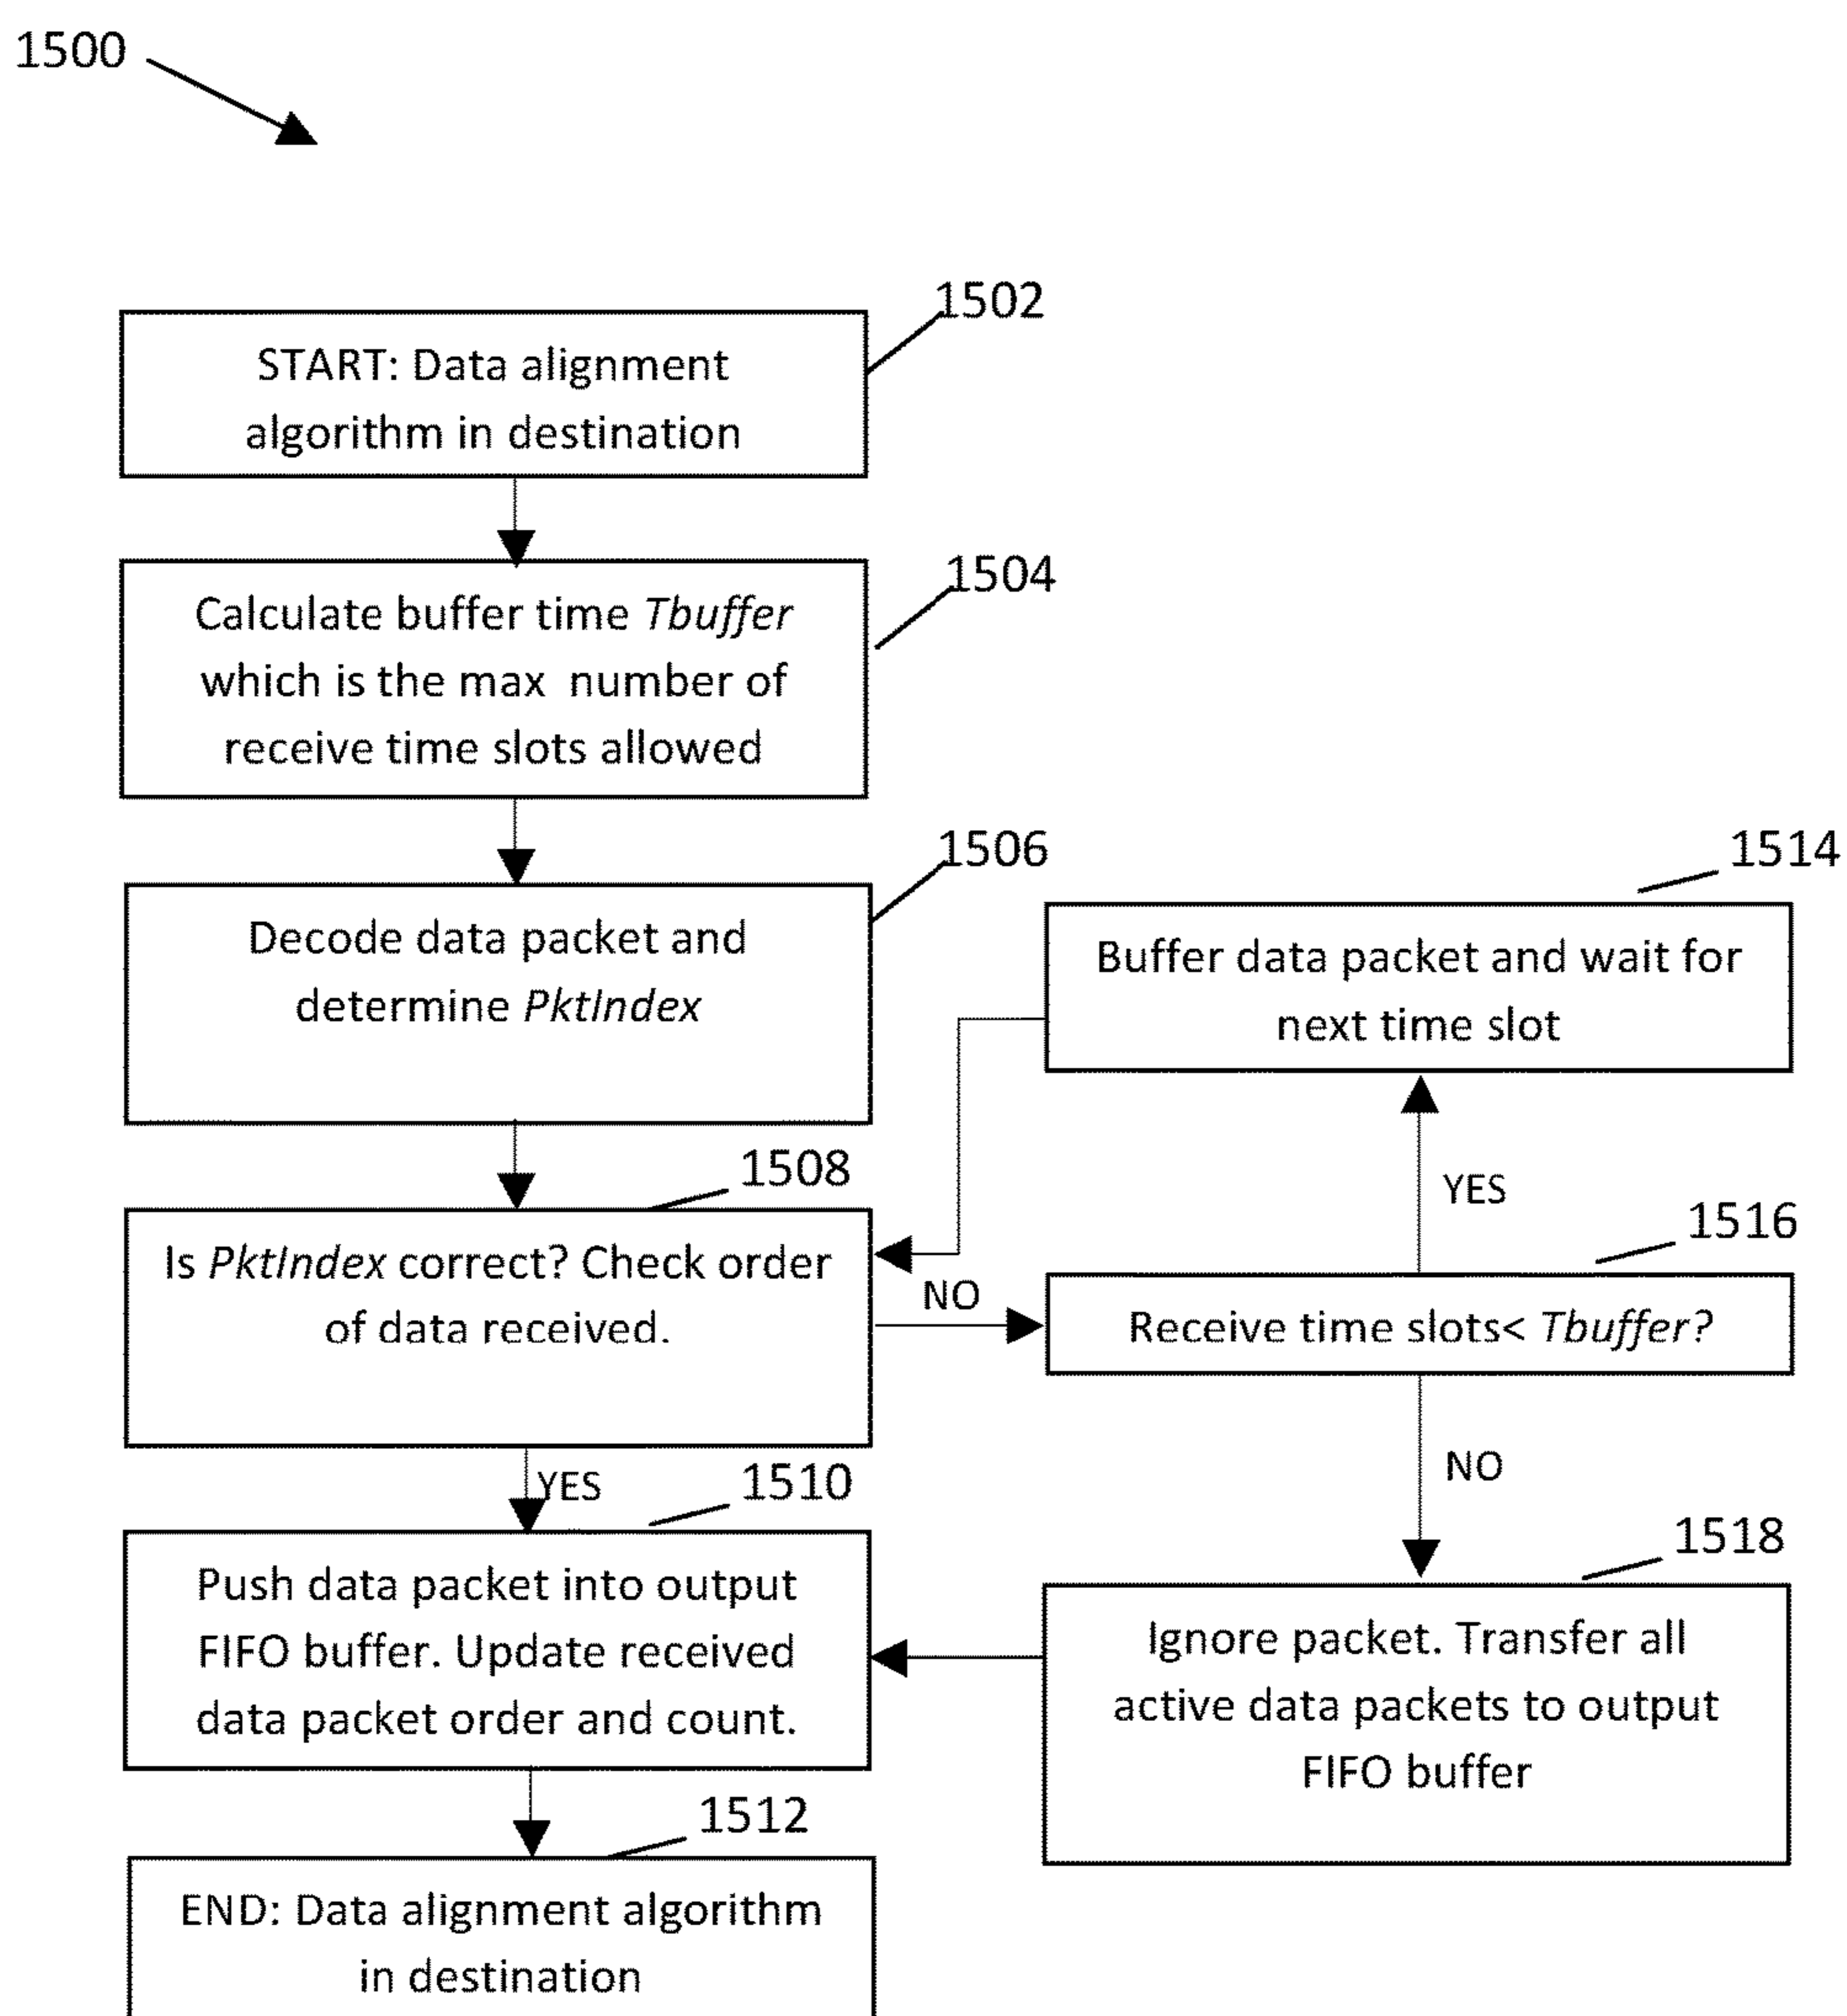 1500
1502
START: Data alignment
algorithm in destination
1504
Calculate buffer time Tbuffer
which is the max number of
receive time slots allowed
1506
Decode data packet and
determine PktIndex
1514
Buffer data packet and wait for
next time slot
YES
1508
Is PktIndex correct? Check order
of data received.
NO
1516
Receive time slots< Tbuffer?
YES
NO
1510
Push data packet into output
FIFO buffer. Update received
data packet order and count.
1518
Ignore packet. Transfer all
active data packets to output
FIFO buffer
1512
END: Data alignment algorithm
in destination